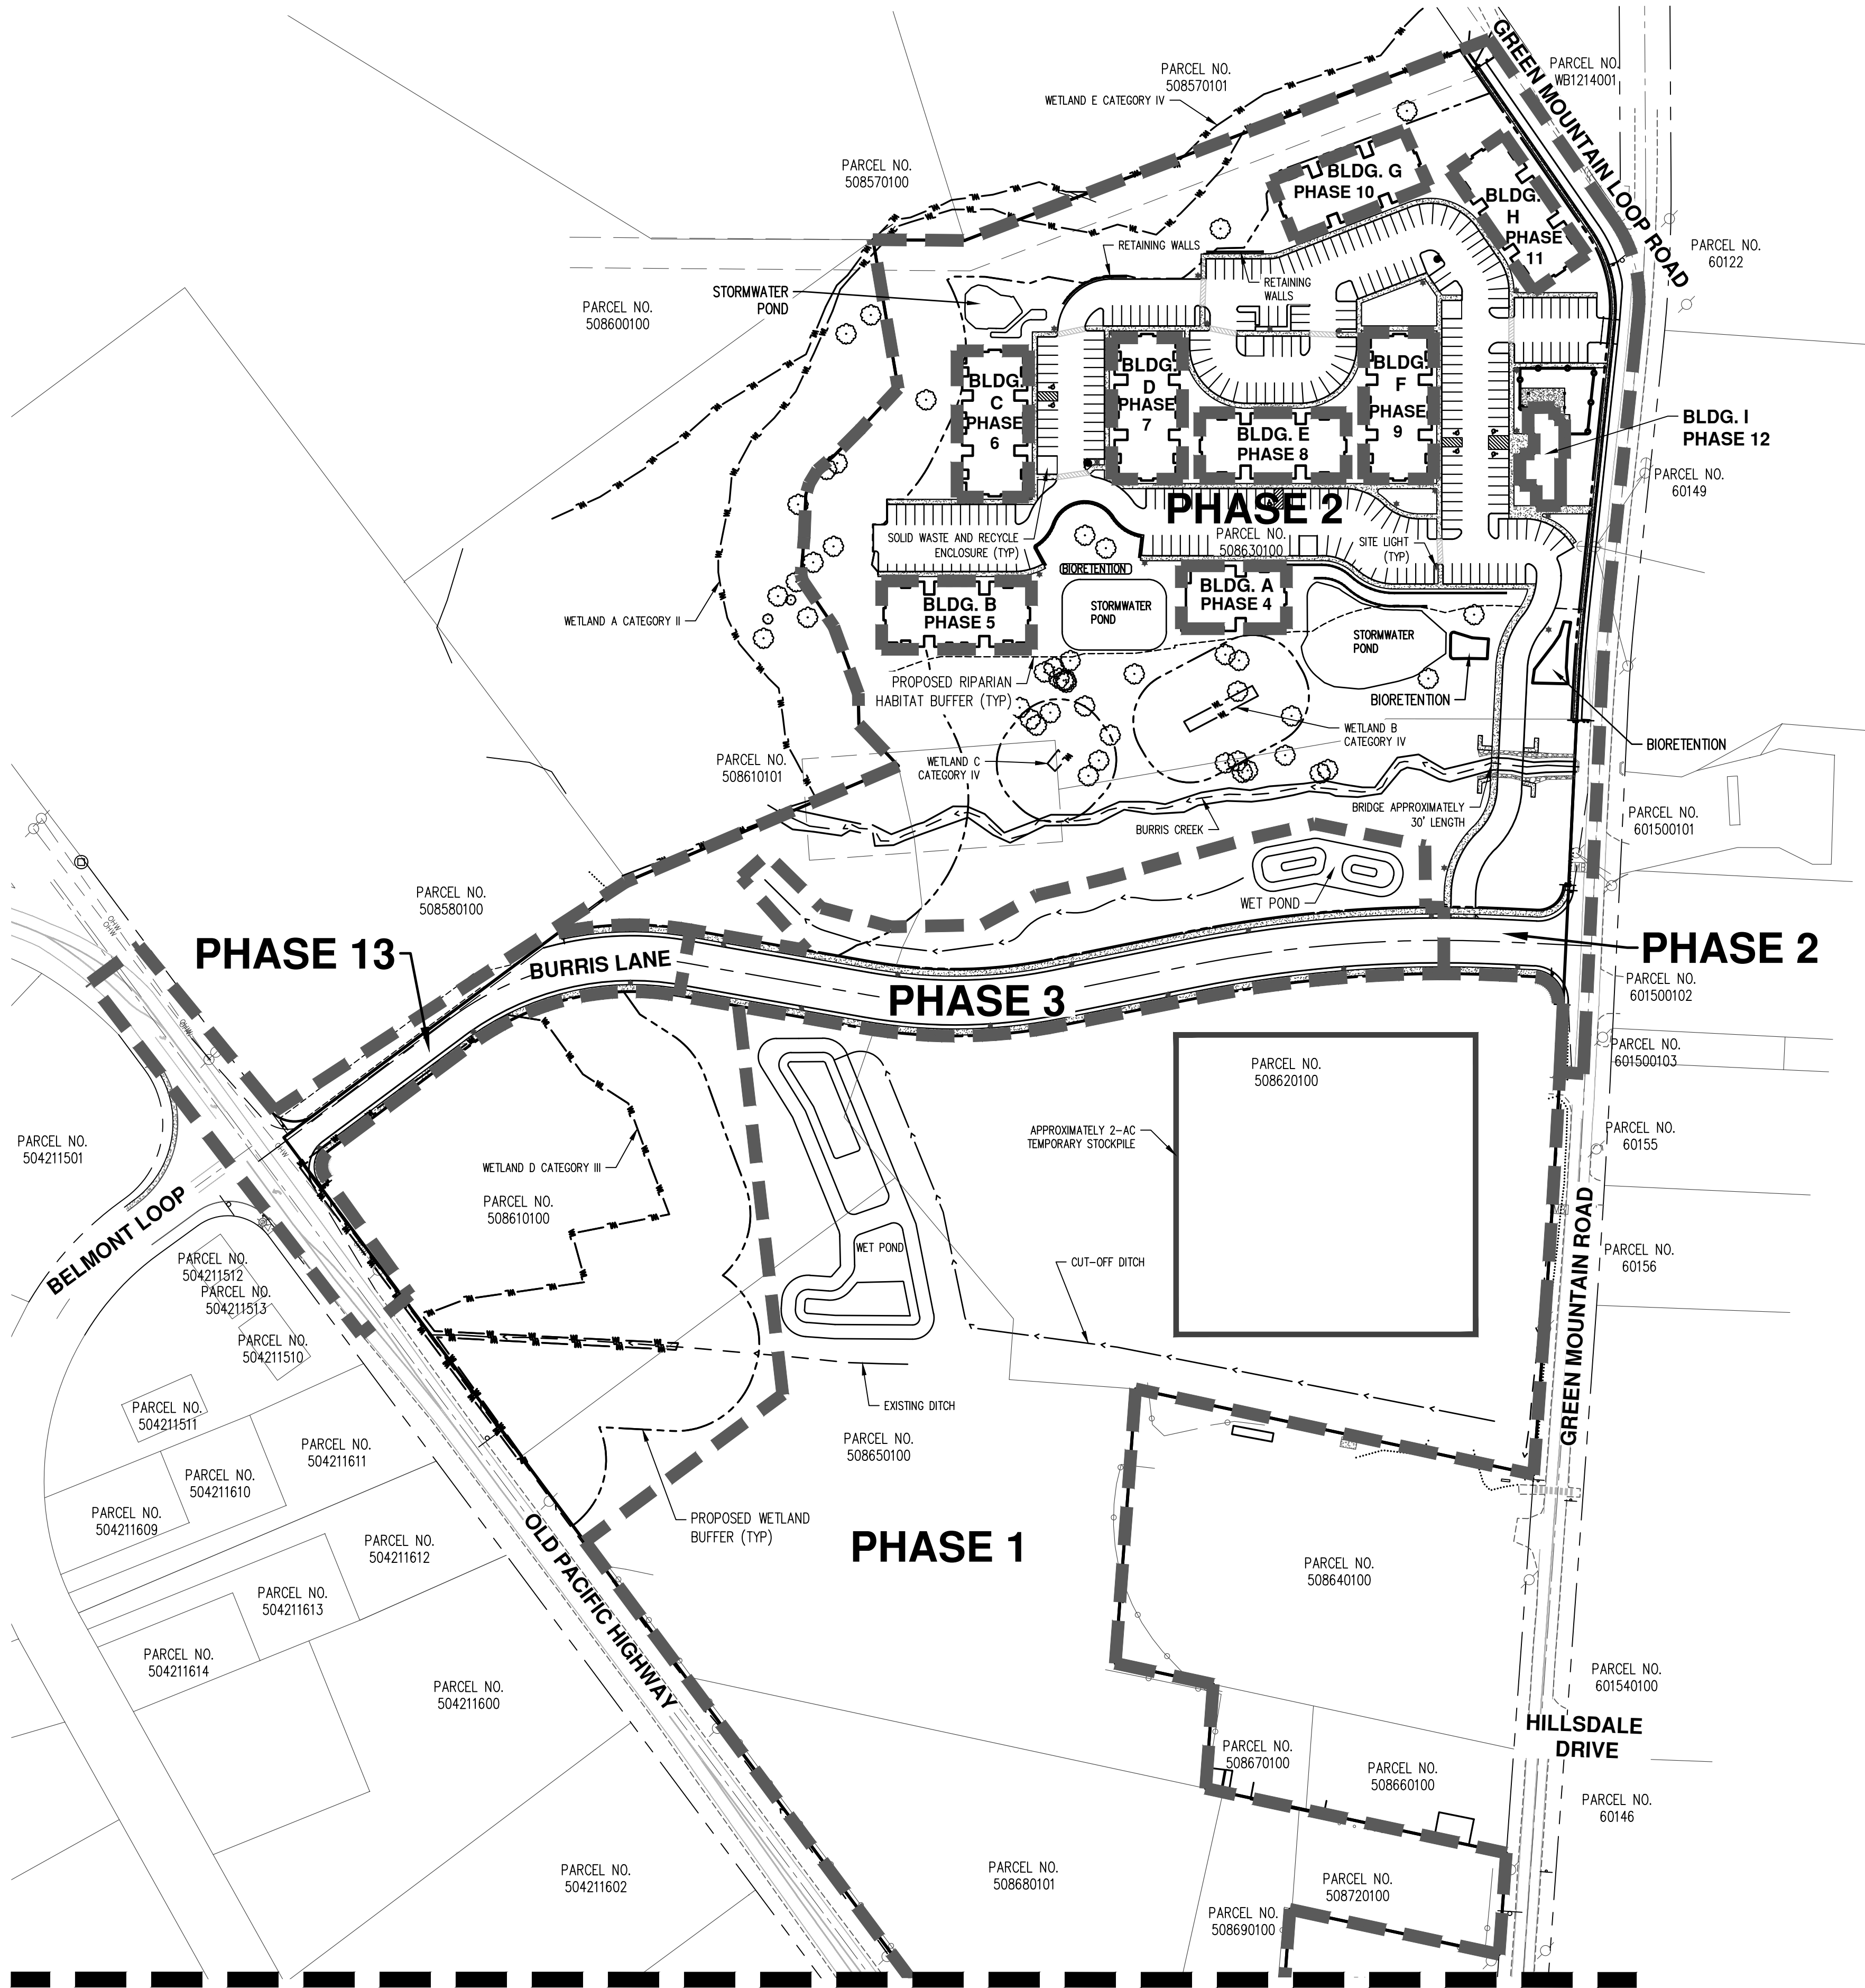 GREEN MOUNTAIN LOOP ROAD
PARCEL NO.
WB1214001
PARCEL NO.
508570101
WETLAND E CATEGORY IV
PARCEL NO.
508570100
BLDG. G
PHASE 10
BLDG.
H
PHASE
11
PARCEL NO.
60122
RETAINING WALLS
RETAINING
WALLS
STORMWATER
POND
PARCEL NO.
508600100
BLDG.
C
PHASE
6
BLDG.
D
PHASE
7
BLDG. E
PHASE 8
BLDG.
F
PHASE
9
BLDG. I
PHASE 12
PARCEL NO.
60149
PHASE 2
PARCEL NO.
508630100
SOLID WASTE AND RECYCLE
ENCLOSURE (TYP)
SITE LIGHT
(TYP)
BIORETENTION
BLDG. A
PHASE 4
BLDG. B
PHASE 5
STORMWATER
POND
STORMWATER
POND
WETLAND A CATEGORY II
PROPOSED RIPARIAN
HABITAT BUFFER (TYP)
BIORETENTION
WETLAND B
CATEGORY IV
BIORETENTION
PARCEL NO.
508610101
WETLAND C
CATEGORY IV
BRIDGE APPROXIMATELY
30' LENGTH
BURRIS CREEK
PARCEL NO.
601500101
PARCEL NO.
508580100
WET POND
OHW
OHW
PHASE 13
BURRIS LANE
PHASE 2
PHASE 3
PARCEL NO.
601500102
OHW
PARCEL NO.
601500103
PARCEL NO.
508620100
APPROXIMATELY 2-AC
TEMPORARY STOCKPILE
PARCEL NO.
504211501
OHW
PARCEL NO.
60155
WETLAND D CATEGORY III
PARCEL NO.
508610100
BELMONT LOOP
PARCEL NO.
504211512
PARCEL NO.
504211513
PARCEL NO.
504211510
WET POND
CUT-OFF DITCH
PARCEL NO.
60156
GREEN MOUNTAIN ROAD
EXISTING DITCH
PARCEL NO.
504211511
PARCEL NO.
504211611
PARCEL NO.
508650100
PARCEL NO.
504211610
PARCEL NO.
504211609
PROPOSED WETLAND
BUFFER (TYP)
PHASE 1
OLD PACIFIC HIGHWAY
PARCEL NO.
504211612
PARCEL NO.
508640100
PARCEL NO.
504211613
PARCEL NO.
504211614
PARCEL NO.
504211600
PARCEL NO.
601540100
HILLSDALE
DRIVE
PARCEL NO.
508670100
PARCEL NO.
508660100
PARCEL NO.
60146
PARCEL NO.
504211602
PARCEL NO.
508680101
PARCEL NO.
508720100
PARCEL NO.
508690100